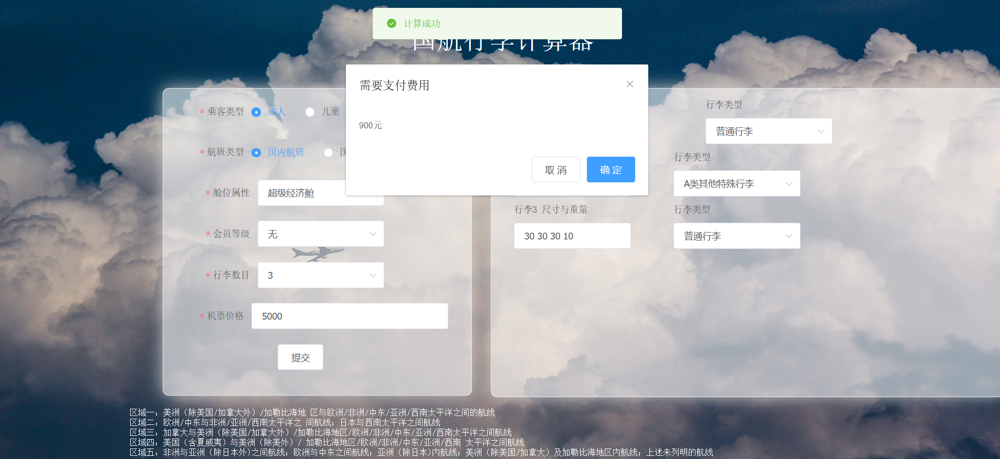 计算成功
国航行李计算器
需要支付费用
900元
取消
确定
* 乘客类型
成人
儿童
* 航班类型
国内航班
国
* 舱位属性
超级经济舱
* 会员等级
无
* 行李数目
3
* 机票价格
5000
提交
行李类型
普通行李
行李类型
A类其他特殊行李
行李3 尺寸与重量
行李类型
30 30 30 10
普通行李
区域一：美洲（除美国/加拿大外）/加勒比海地 区与欧洲/非洲/中东/亚洲/西南太平洋之间的航线
区域二：欧洲/中东与非洲/亚洲/西南太平洋之 间航线；日本与西南太平洋之间航线
区域三：加拿大与美洲（除美国/加拿大外）/加勒比海地区/欧洲/非洲/中东/亚洲/西南太平洋之间航线
区域四：美国（含夏威夷）与美洲（除美外）/ 加勒比海地区/欧洲/非洲/中东/亚洲/西南 太平洋之间航线
区域五：非洲与亚洲（除日本外)之间航线；欧洲与中东之间航线；亚洲（除日本)内航线；美洲（除美国/加拿大）及加勒比海地区内航线；上述未列明的航线